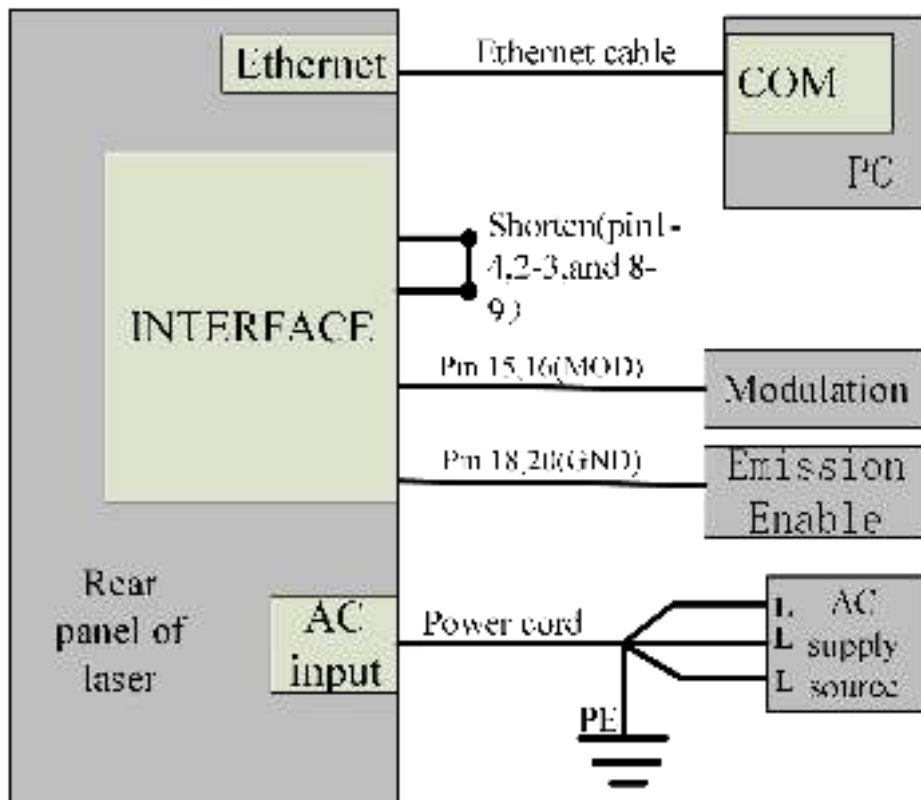 Ethernet
Ethernet cable
COM
PC
Shorten(pin1-
4,2-3,and 8-
9)
INTERFACE
Pin 15,16(MOD)
Modulation
Pin 18,20(GND)
Emission
Enable
Rear
panel of
laser
AC
input
Power cord
L
L
L
AC
supply
source
PE